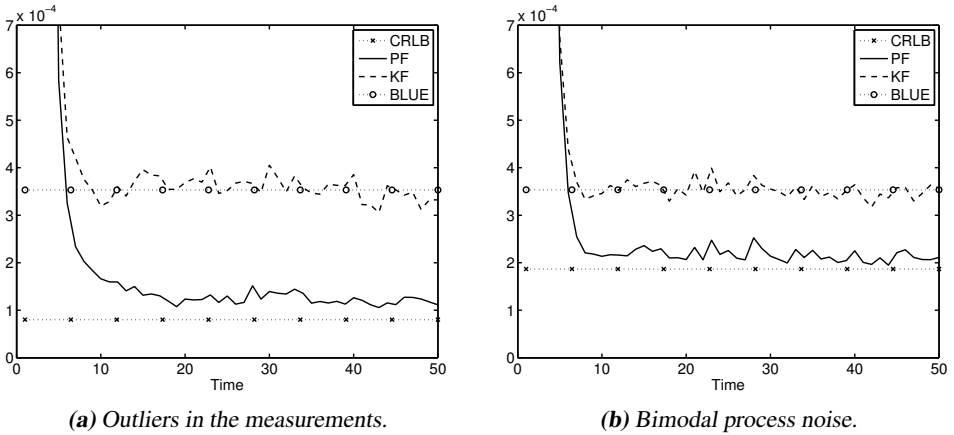 x 10⁻⁴
7
6
5
4
3
2
1
0
0 10 20 30 40 50
Time
CRLB
PF
KF
BLUE
(a) Outliers in the measurements.
x 10⁻⁴
7
6
5
4
3
2
1
0
0 10 20 30 40 50
Time
CRLB
PF
KF
BLUE
(b) Bimodal process noise.